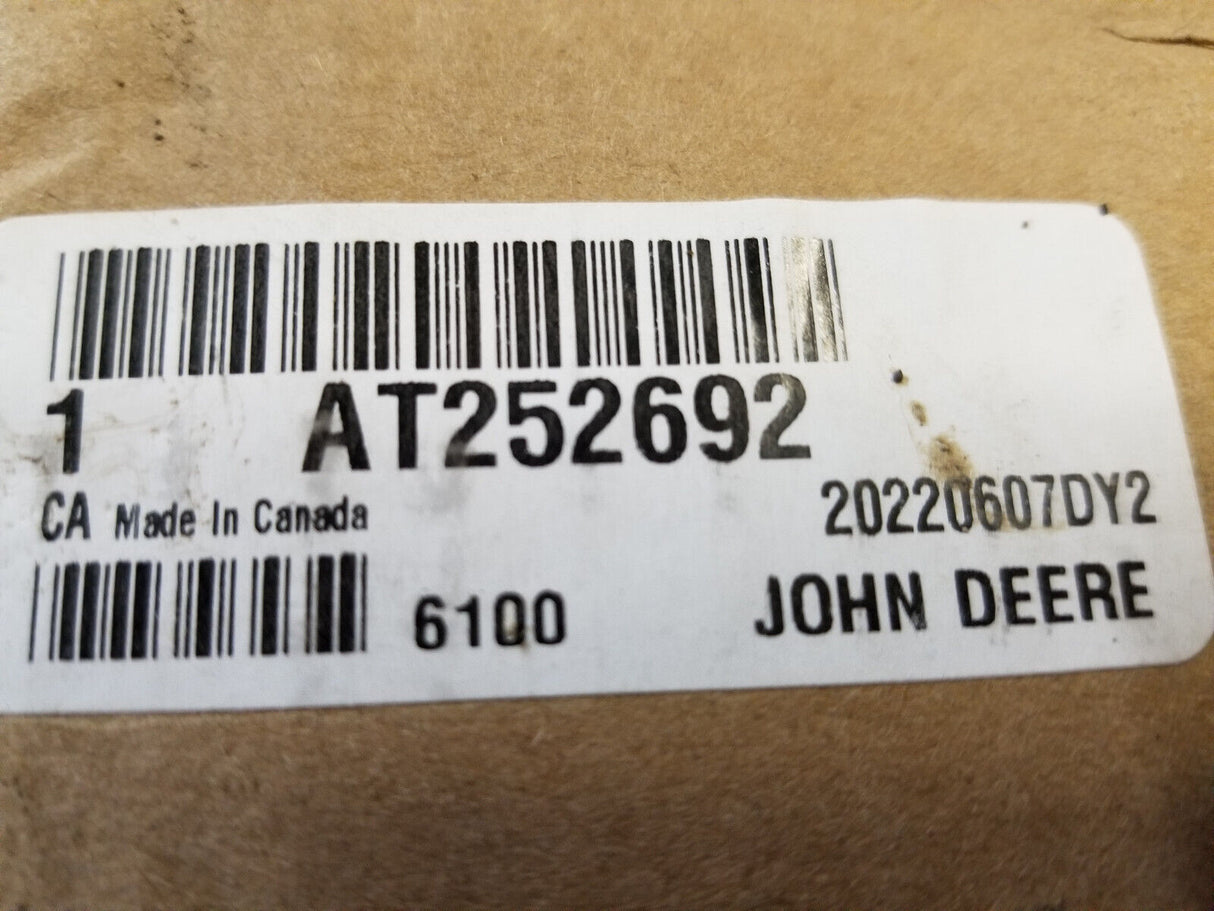 1 AT252692
CA Made In Canada
20220607DY2
6100
JOHN DEERE